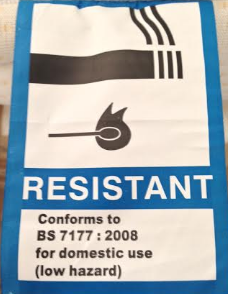 RESISTANT
Conforms to
BS 7177 : 2008
for domestic use
(low hazard)